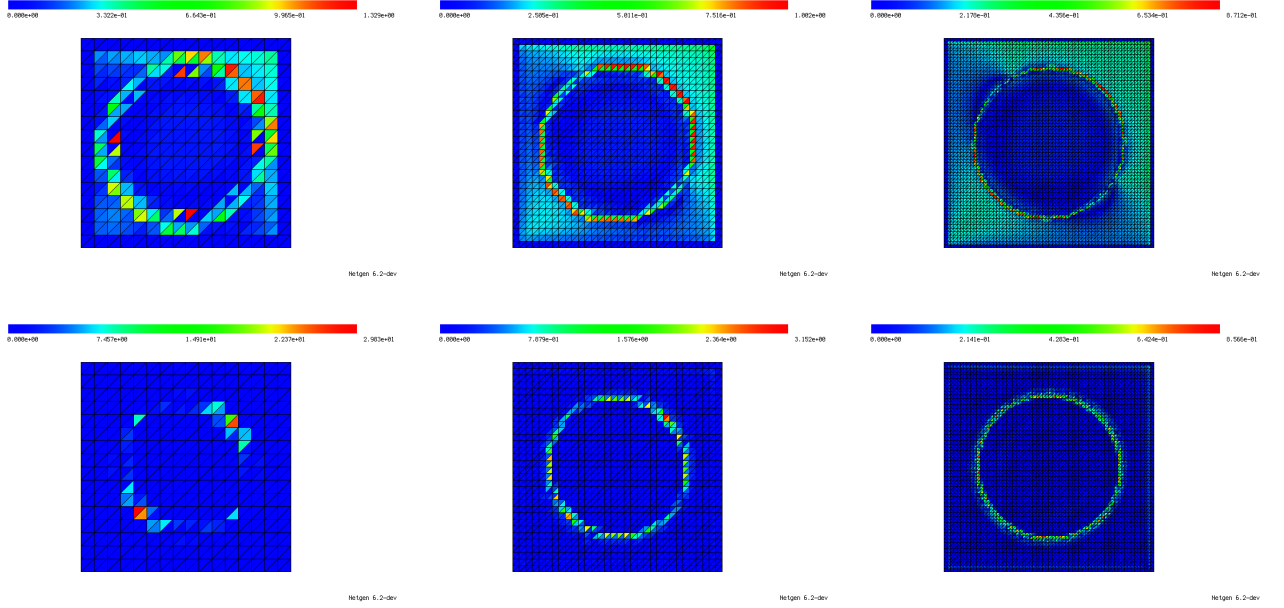 0.000e+00 3.322e-01 6.643e-01 9.965e-01 1.329e+00
0.000e+00 2.505e-01 5.011e-01 7.516e-01 1.002e+00
0.000e+00 2.178e-01 4.356e-01 6.534e-01 8.712e-01
Netgen 6.2-dev
Netgen 6.2-dev
Netgen 6.2-dev
0.000e+00 7.457e-01 1.491e-01 2.237e-01 2.983e-01
0.000e+00 7.879e-01 1.576e+00 2.364e+00 3.152e+00
0.000e+00 2.141e-01 4.283e-01 6.424e-01 8.566e-01
Netgen 6.2-dev
Netgen 6.2-dev
Netgen 6.2-dev